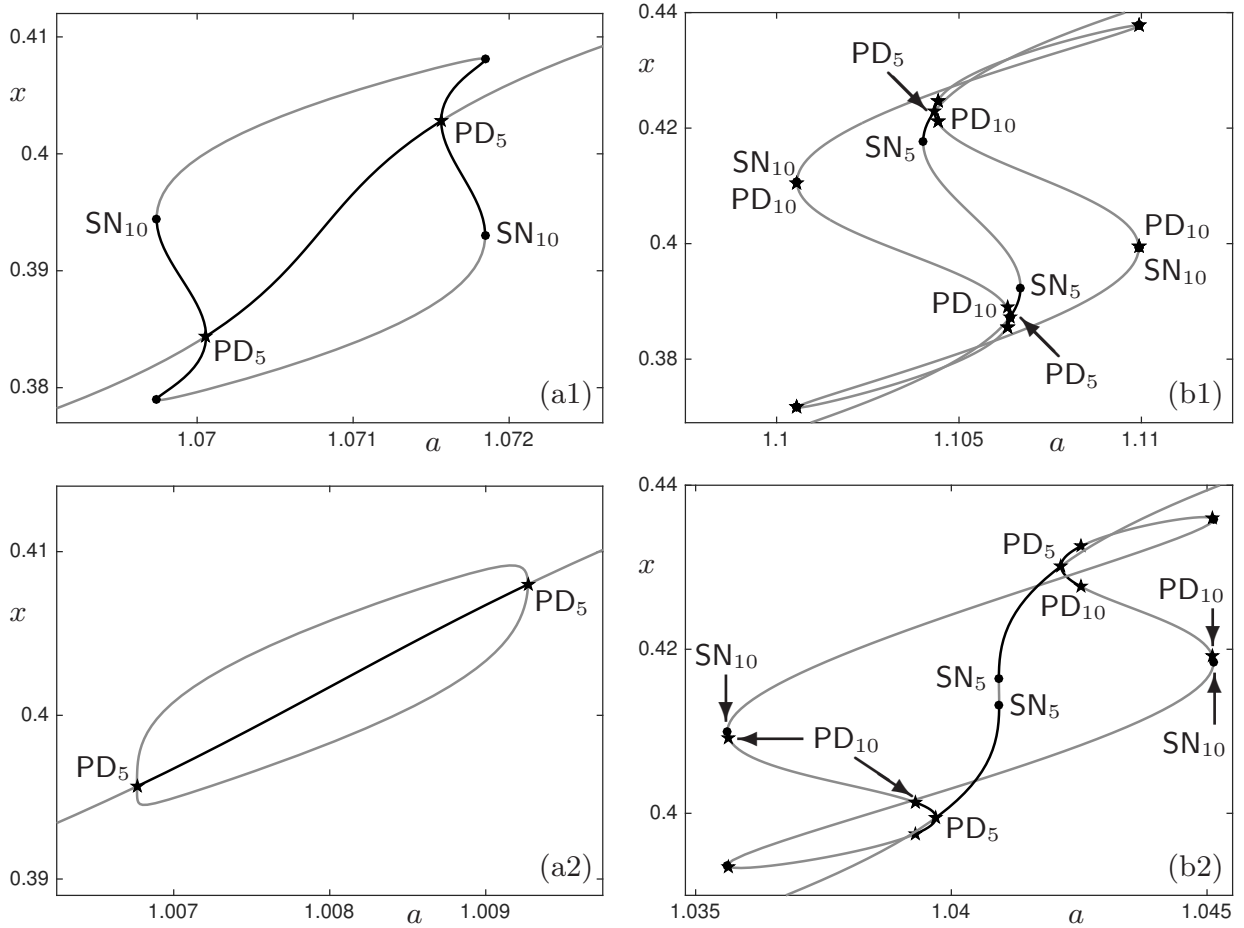 0.41
x
0.4
0.39
0.38
SN₁₀
PD₅
PD₅
SN₁₀
(a1)
1.07
1.071
a
1.072
0.44
x
0.42
0.4
0.38
PD₅
PD₁₀
SN₅
SN₁₀
PD₁₀
PD₁₀
SN₁₀
SN₅
PD₁₀
PD₅
(b1)
1.1
1.105
a
1.11
0.41
x
0.4
0.39
PD₅
PD₅
(a2)
1.007
1.008
a
1.009
0.44
x
0.42
0.4
PD₅
PD₁₀
PD₁₀
SN₁₀
SN₅
SN₅
SN₁₀
PD₁₀
PD₅
(b2)
1.035
1.04
a
1.045